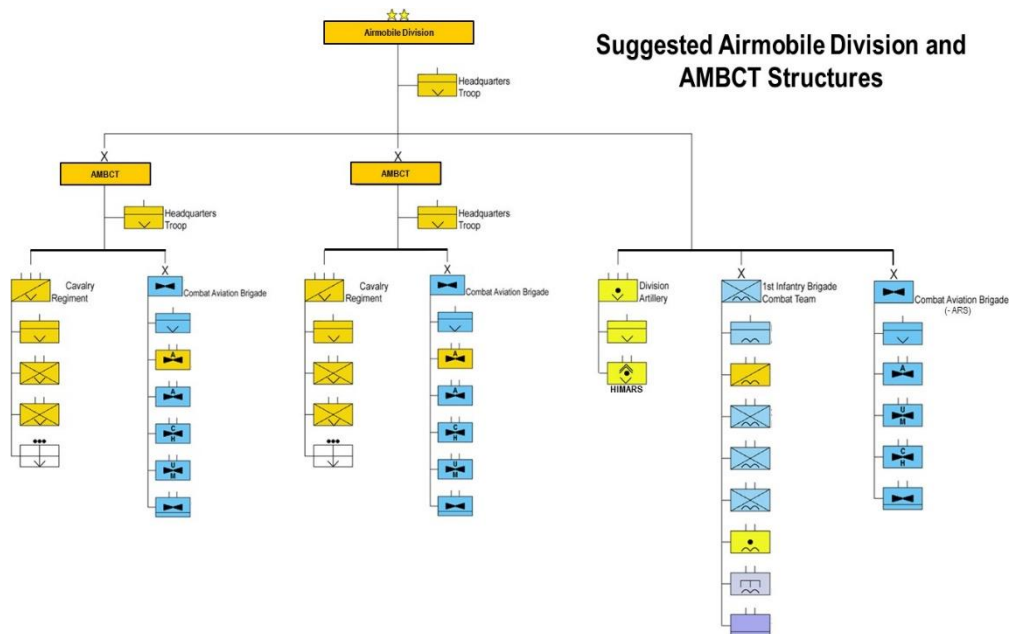 Suggested Airmobile Division and
AMBCT Structures
Airmobile Division
Headquarters
Troop
X
AMBCT
X
AMBCT
Headquarters
Troop
Headquarters
Troop
Cavalry
Regiment
X
Combat Aviation Brigade
A
A
C
H
U
M
Cavalry
Regiment
X
Combat Aviation Brigade
A
A
C
H
U
M
Division
Artillery
HIMARS
X
1st Infantry Brigade
Combat Team
X
Combat Aviation Brigade
(- ARS)
A
U
M
C
H